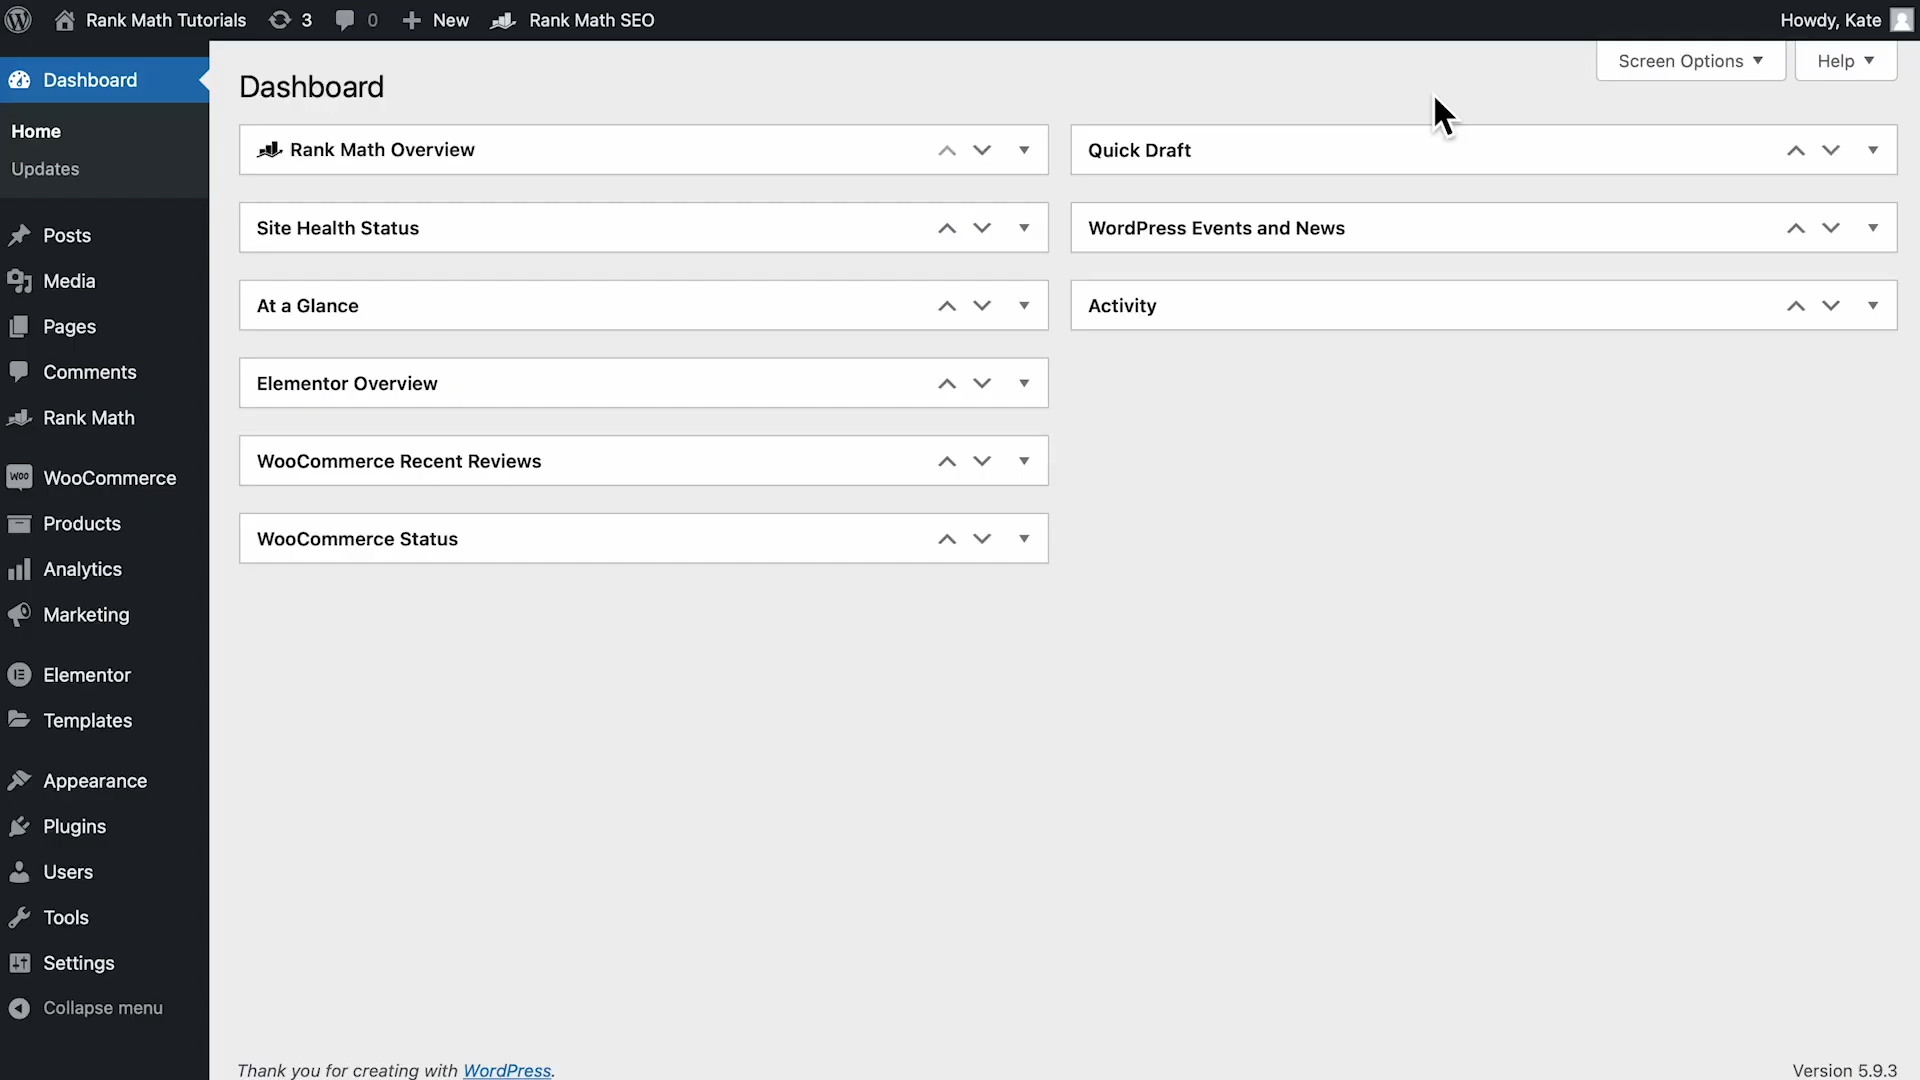 Rank Math Tutorials 3 0 New Rank Math SEO Howdy, Kate
Screen Options Help
Dashboard
Home
Updates
Posts
Media
Pages
Comments
Rank Math
WooCommerce
Products
Analytics
Marketing
Elementor
Templates
Appearance
Plugins
Users
Tools
Settings
Collapse menu
Dashboard
Rank Math Overview
Site Health Status
At a Glance
Elementor Overview
WooCommerce Recent Reviews
WooCommerce Status
Quick Draft
WordPress Events and News
Activity
Thank you for creating with WordPress.
Version 5.9.3